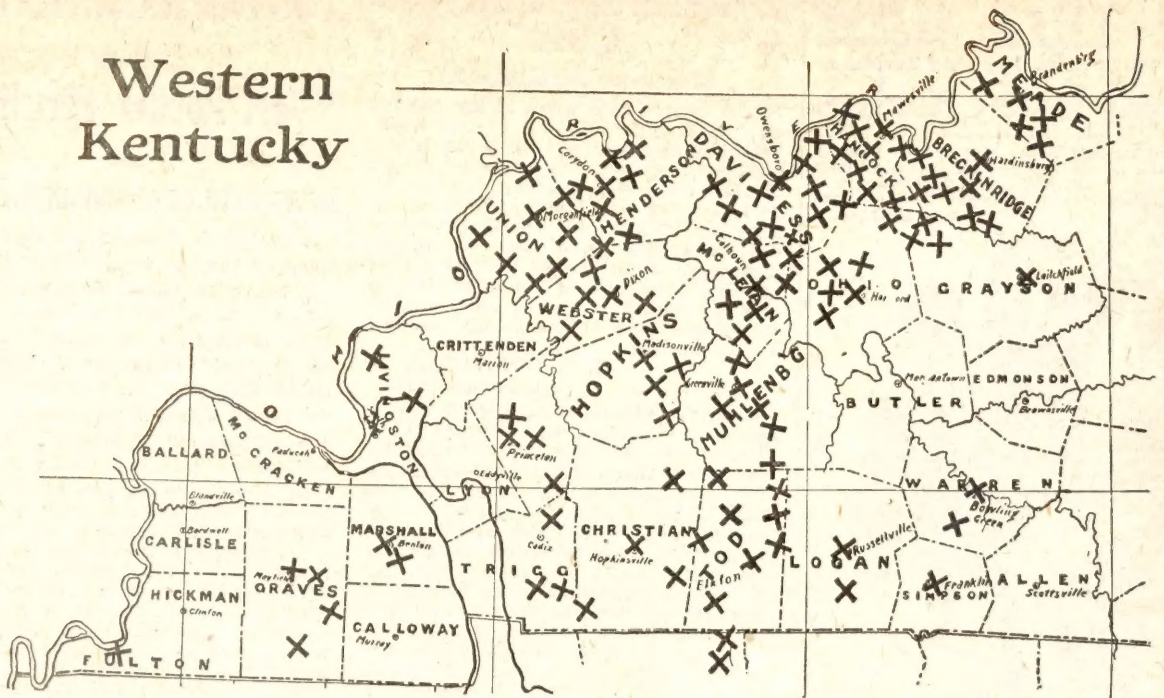 Western
Kentucky
MEADE
Brandenburg
Hawesville
Owensboro
HANCOCK
BRECKINRIDGE
Hardinsburg
OHIO RIVER
DAVIESS
HENDERSON
Corydon
UNION
Morganfield
McLEAN
Calhoun
OHIO
GRAYSON
Dixon
WEBSTER
HOPKINS
Madisonville
CRITTENDEN
Marion
LIVINGSTON
MUHLENBG
Greenville
BUTLER
EDMONSON
Brownsville
BALLARD
McCRACKEN
Paducah
Princeton
Eddyville
LYON
Blandville
WARREN
Bowling
Green
Bardwell
CARLISLE
MARSHALL
Benton
Cadiz
CHRISTIAN
Hopkinsville
TODD
Elkton
Russellville
LOGAN
TRIGG
Mayfield
GRAVES
HICKMAN
Clinton
CALLOWAY
Murray
Franklin
SIMPSON
ALLEN
Scottsville
FULTON